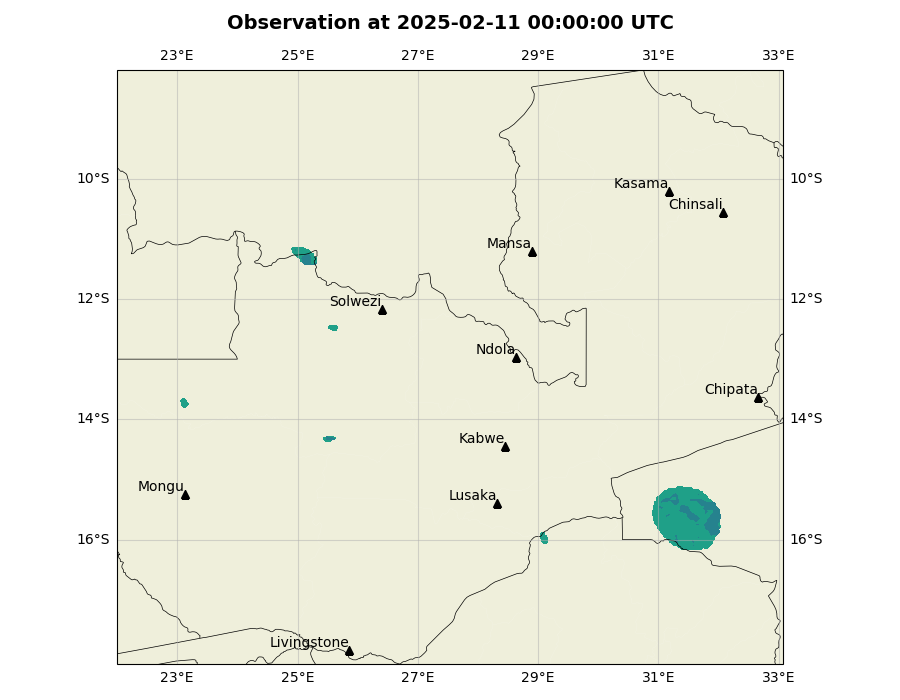 Observation at 2025-02-11 00:00:00 UTC
23°E 25°E 27°E 29°E 31°E 33°E
10°S 10°S
Kasama
Chinsali
Mansa
12°S 12°S
Solwezi
Ndola
Chipata
14°S 14°S
Kabwe
Mongu
Lusaka
16°S 16°S
Livingstone
23°E 25°E 27°E 29°E 31°E 33°E